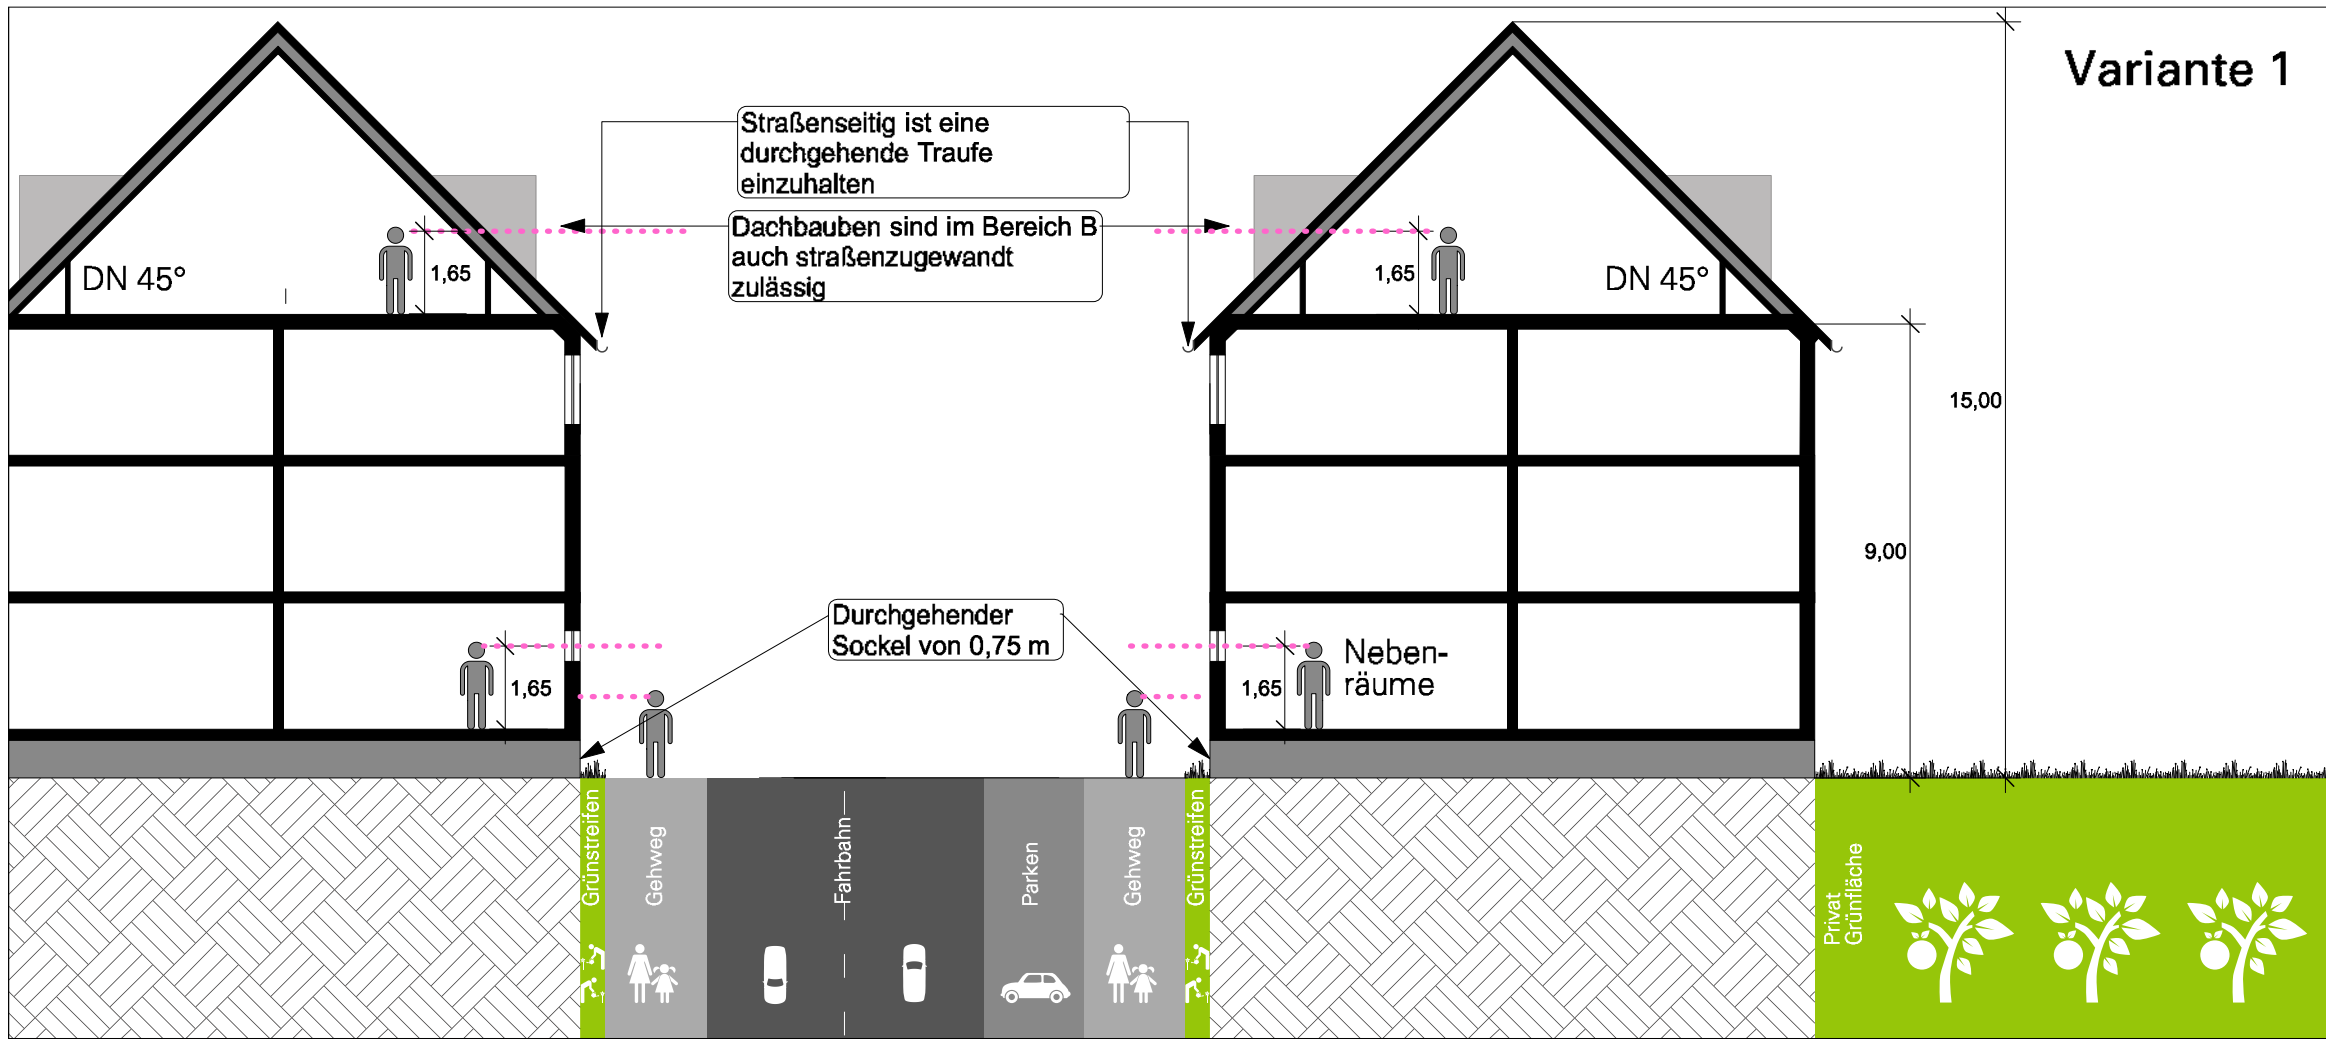 Variante 1
Straßenseitig ist eine
durchgehende Traufe
einzuhalten
Dachbauben sind im Bereich B
auch straßenzugewandt
zulässig
DN 45°
1,65
1,65
DN 45°
15,00
9,00
Durchgehender
Sockel von 0,75 m
1,65
1,65
Neben-
räume
Grünstreifen
Gehweg
Fahrbahn
Parken
Gehweg
Grünstreifen
Privat
Grünfläche